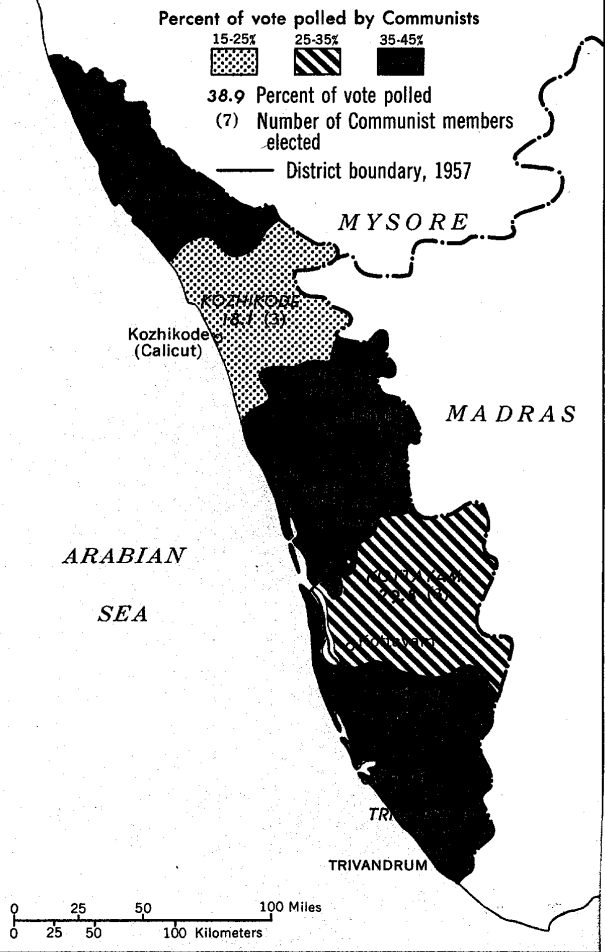 Percent of vote polled by Communists
15-25% 25-35% 35-45%
38.9 Percent of vote polled
(7) Number of Communist members
elected
District boundary, 1957
MYSORE
KOZHIKODE
18.1 (3)
Kozhikode
(Calicut)
MADRAS
ARABIAN
SEA
KOTTAYAM
Kottayam
TRI
TRIVANDRUM
0 25 50 100 Miles
0 25 50 100 Kilometers